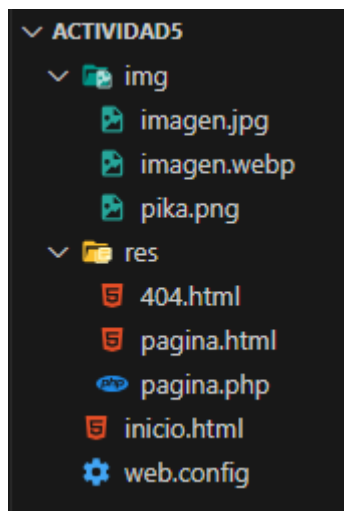 ACTIVIDAD5
img
imagen.jpg
imagen.webp
pika.png
res
404.html
pagina.html
php pagina.php
inicio.html
web.config